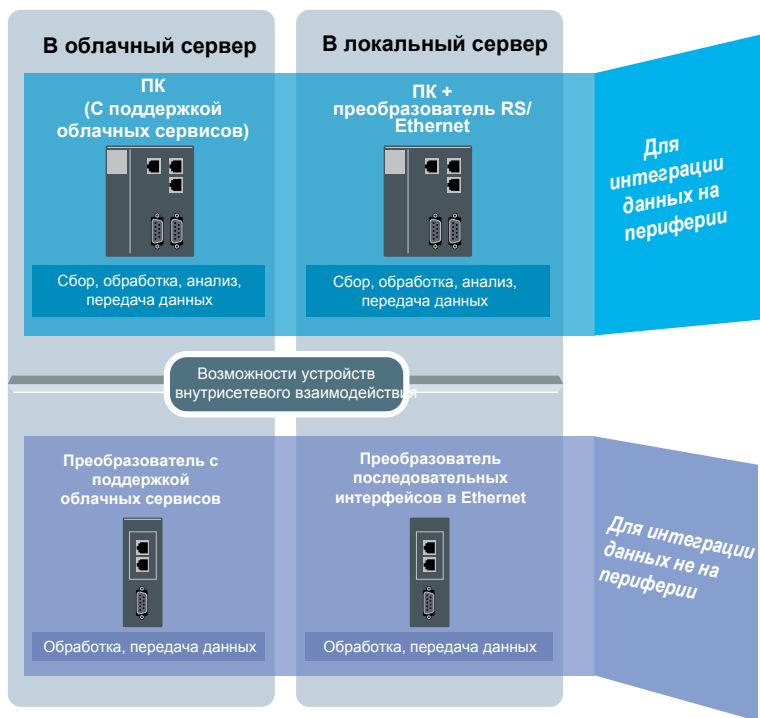 В облачный сервер
В локальный сервер
ПК
(С поддержкой
облачных сервисов)
ПК +
преобразователь RS/
Ethernet
Для
интеграции
данных на
периферии
Сбор, обработка, анализ,
передача данных
Сбор, обработка, анализ,
передача данных
Возможности устройств
внутрисетевого взаимодействия
Преобразователь с
поддержкой
облачных сервисов
Преобразователь
последовательных
интерфейсов в Ethernet
Для интеграции
данных не на
периферии
Обработка, передача данных
Обработка, передача данных